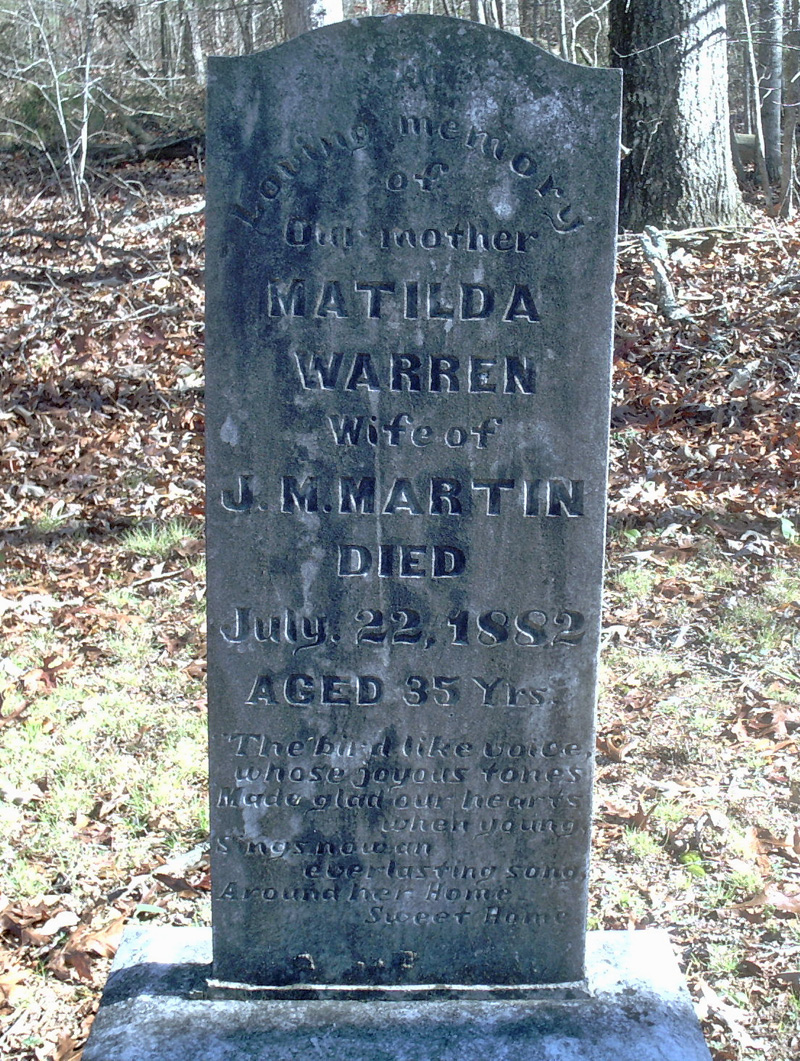 Loving memory
of
Our mother
MATILDA
WARREN
Wife of
J. M. MARTIN
DIED
July. 22, 1882
AGED 35 Yrs.
"The bird like voice,
whose joyous tones
Made glad our hearts
when young,
Sings now an
everlasting song,
Around her Home
Sweet Home